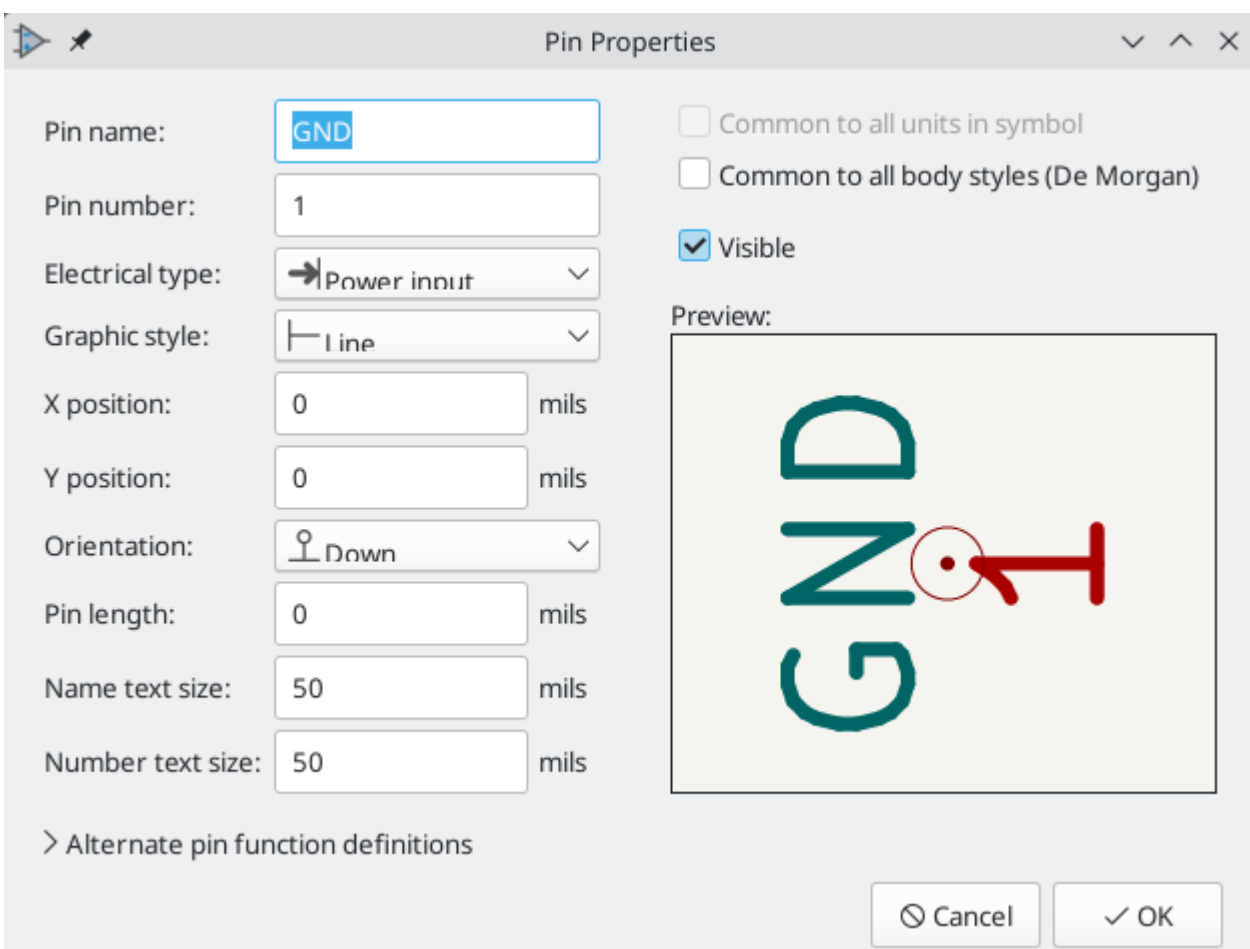 Pin Properties
Pin name: GND
Common to all units in symbol
Common to all body styles (De Morgan)
Pin number: 1
Visible
Electrical type: Power input
Preview:
Graphic style: Line
X position: 0 mils
Y position: 0 mils
Orientation: Down
Pin length: 0 mils
Name text size: 50 mils
Number text size: 50 mils
GND
1
Alternate pin function definitions
Cancel
OK